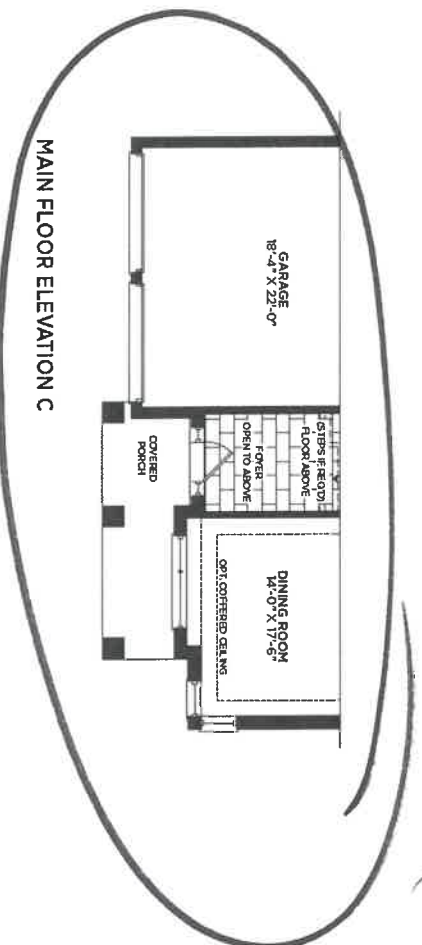 GARAGE
18'-4" X 22'-0"
(STEPS IF REQ'D)
FLOOR ABOVE
FOYER
OPEN TO ABOVE
DINING ROOM
14'-0" X 17'-6"
OPT. COFFERED CEILING
COVERED
PORCH
MAIN FLOOR ELEVATION C